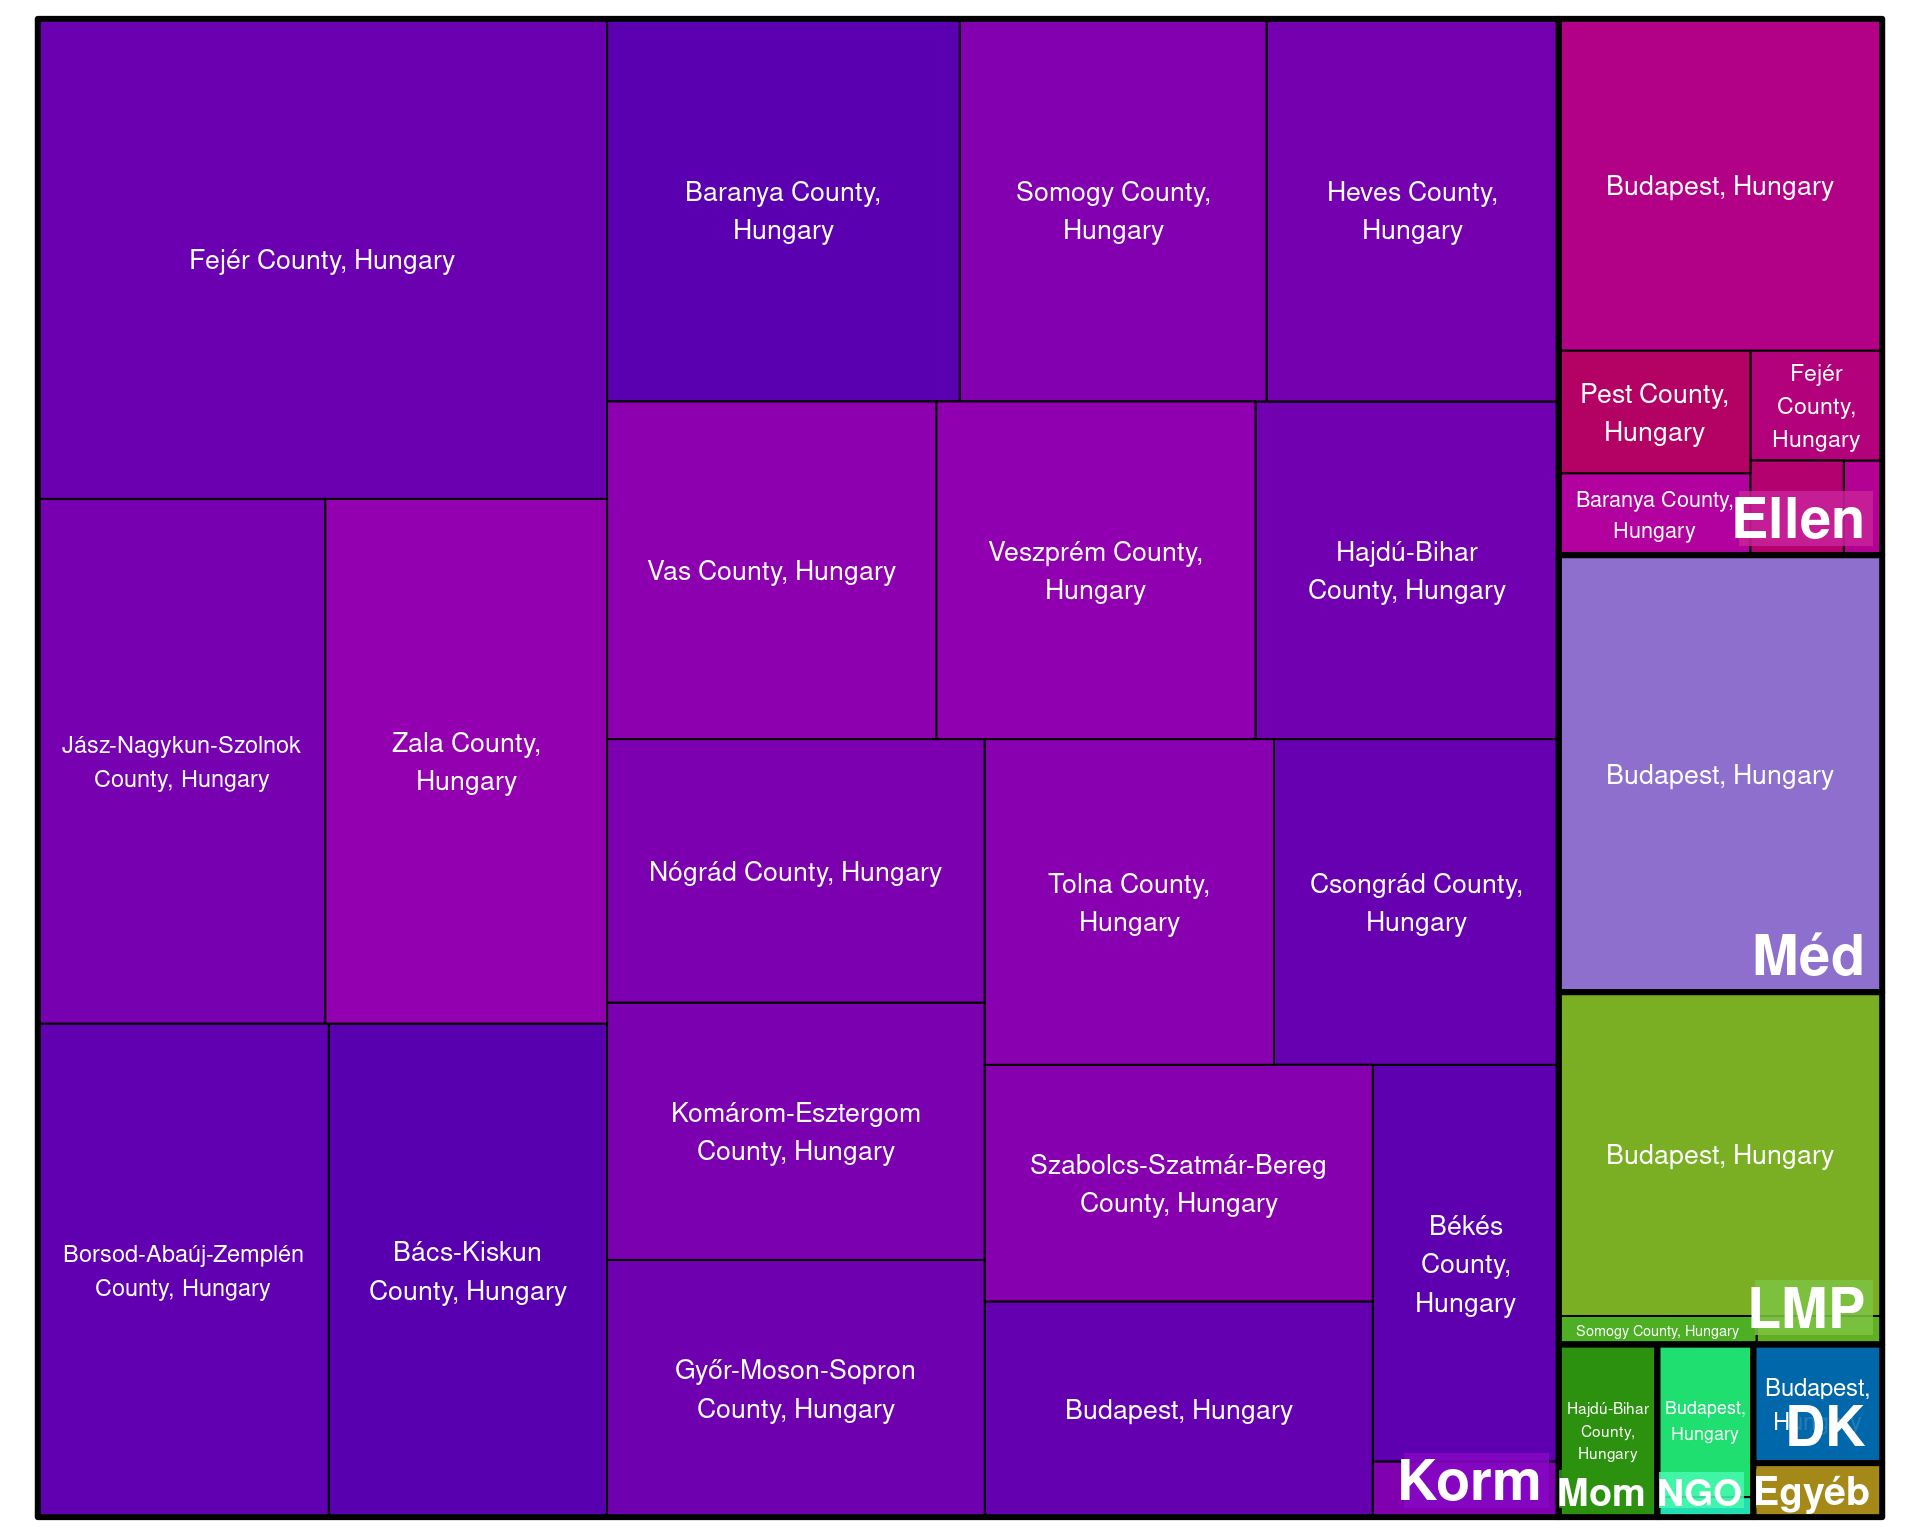 Fejér County, Hungary
Baranya County,
Hungary
Somogy County,
Hungary
Heves County,
Hungary
Vas County, Hungary
Veszprém County,
Hungary
Hajdú-Bihar
County, Hungary
Jász-Nagykun-Szolnok
County, Hungary
Zala County,
Hungary
Nógrád County, Hungary
Tolna County,
Hungary
Csongrád County,
Hungary
Borsod-Abaúj-Zemplén
County, Hungary
Bács-Kiskun
County, Hungary
Komárom-Esztergom
County, Hungary
Szabolcs-Szatmár-Bereg
County, Hungary
Békés
County,
Hungary
Győr-Moson-Sopron
County, Hungary
Budapest, Hungary
Korm
Budapest, Hungary
Pest County,
Hungary
Fejér
County,
Hungary
Baranya County,
Hungary
Ellen
Budapest, Hungary
Méd
Budapest, Hungary
LMP
Somogy County, Hungary
Hajdú-Bihar
County,
Hungary
Mom
Budapest,
Hungary
NGO
Budapest,
Hungary
DK
Egyéb